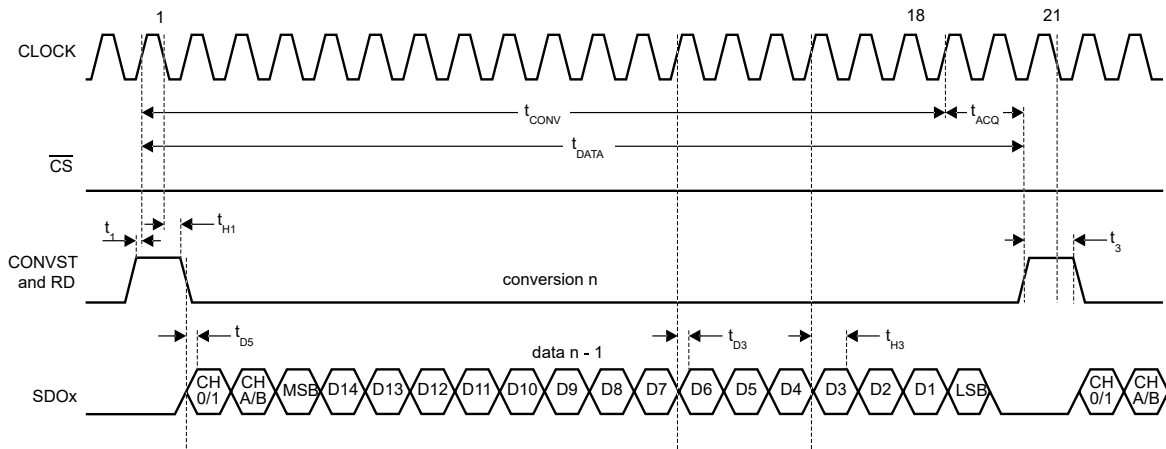 1 18 21
CLOCK
tCONV tACQ
tDATA
CS
t1 tH1 t3
CONVST
and RD
conversion n
tD5 data n - 1 tD3 tH3
SDOx
CH 0/1 CH A/B MSB D14 D13 D12 D11 D10 D9 D8 D7 D6 D5 D4 D3 D2 D1 LSB CH 0/1 CH A/B